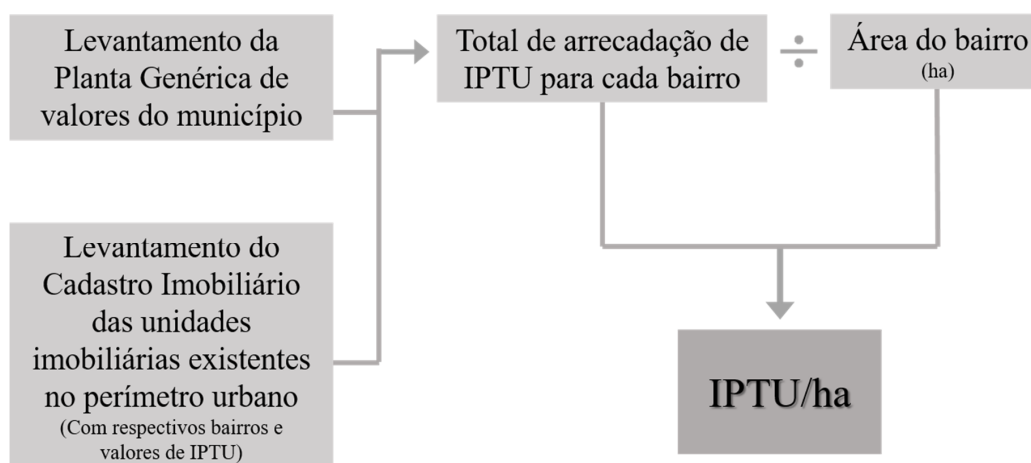 Levantamento da
Planta Genérica de
valores do município
Total de arrecadação de
IPTU para cada bairro
÷
Área do bairro
(ha)
Levantamento do
Cadastro Imobiliário
das unidades
imobiliárias existentes
no perímetro urbano
(Com respectivos bairros e
valores de IPTU)
IPTU/ha